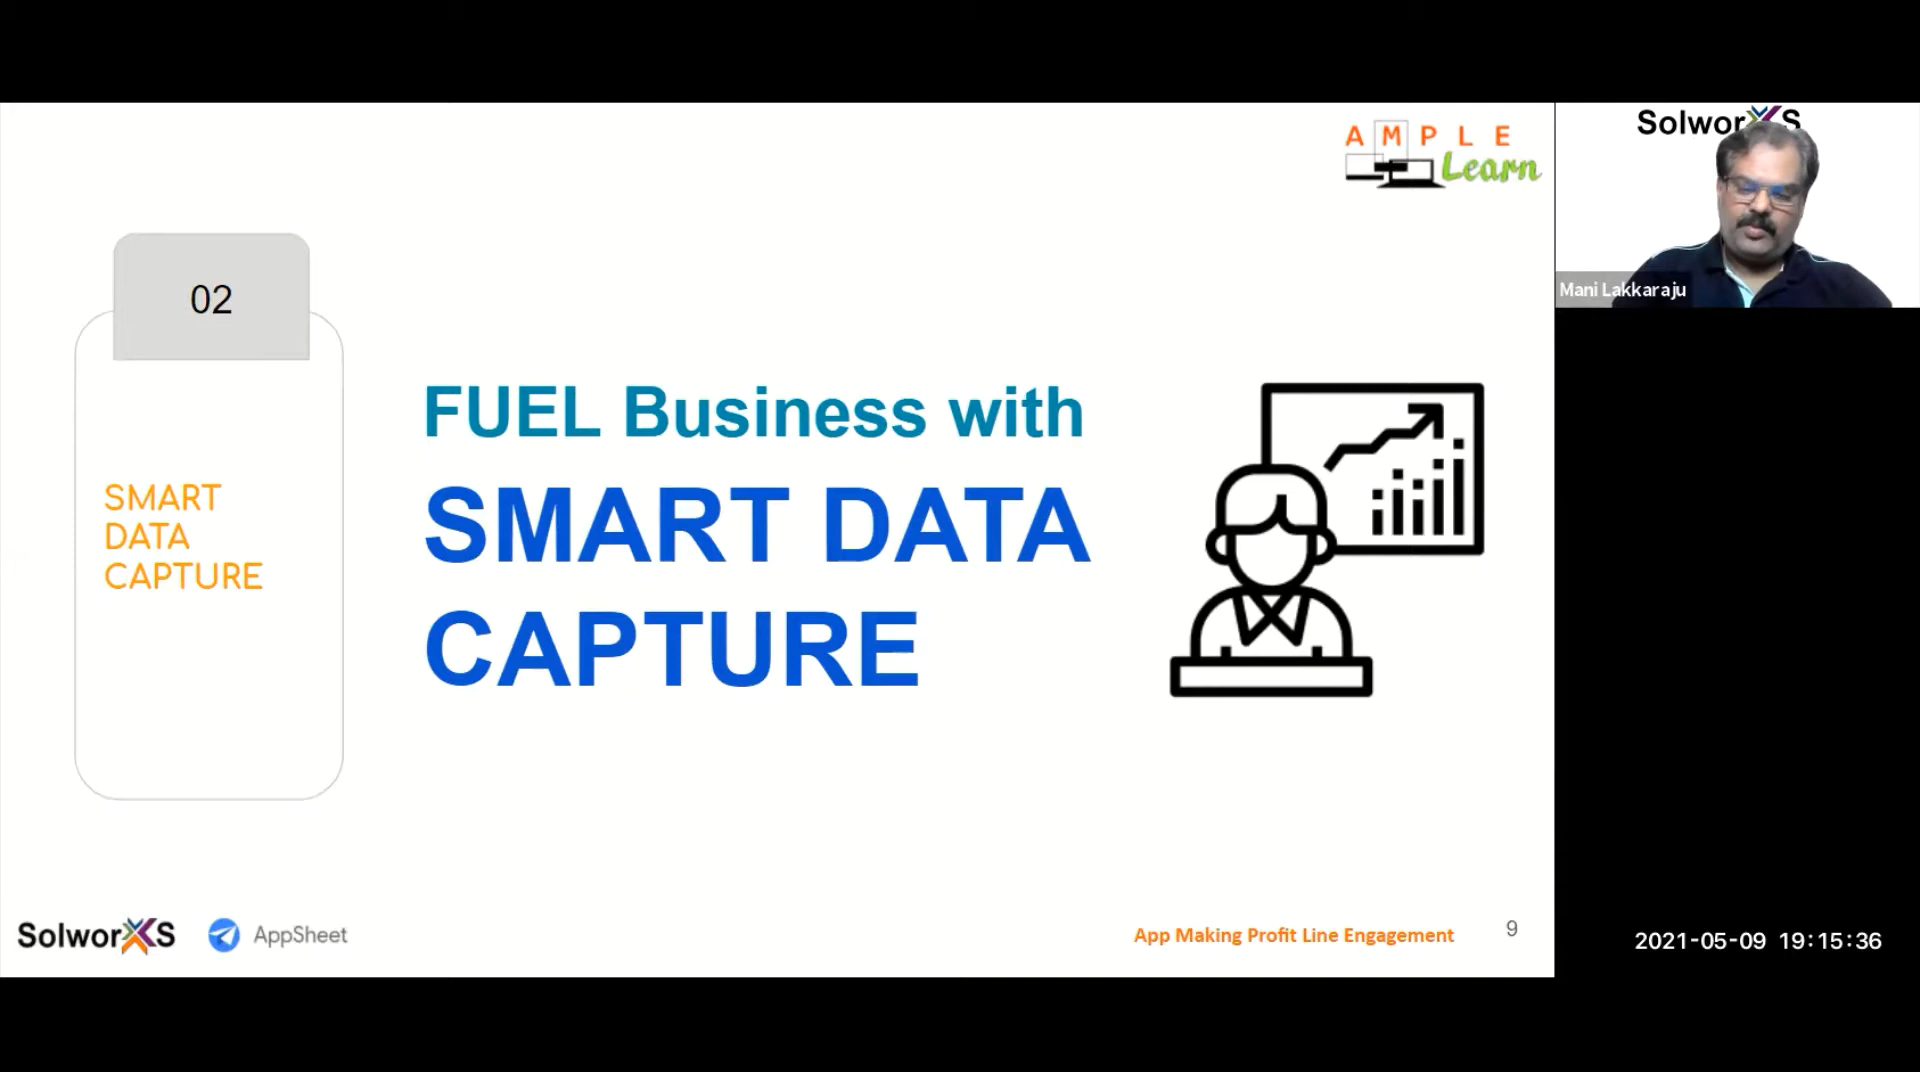 AMPLE
Learn
SolworXS
Mani Lakkaraju
02
SMART
DATA
CAPTURE
FUEL Business with
SMART DATA
CAPTURE
SolworXS
AppSheet
App Making Profit Line Engagement
9
2021-05-09 19:15:36